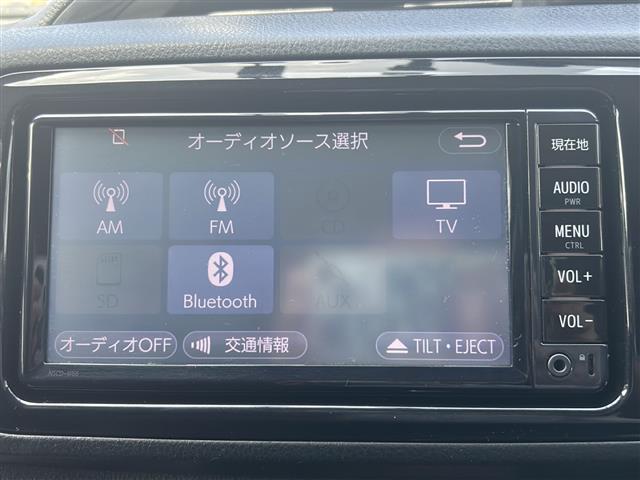 オーディオソース選択
現在地
AM
FM
CD
TV
AUDIO
PWR
MENU
CTRL
SD
Bluetooth
AUX
VOL+
オーディオOFF
交通情報
TILT・EJECT
VOL-
NSCD-W66